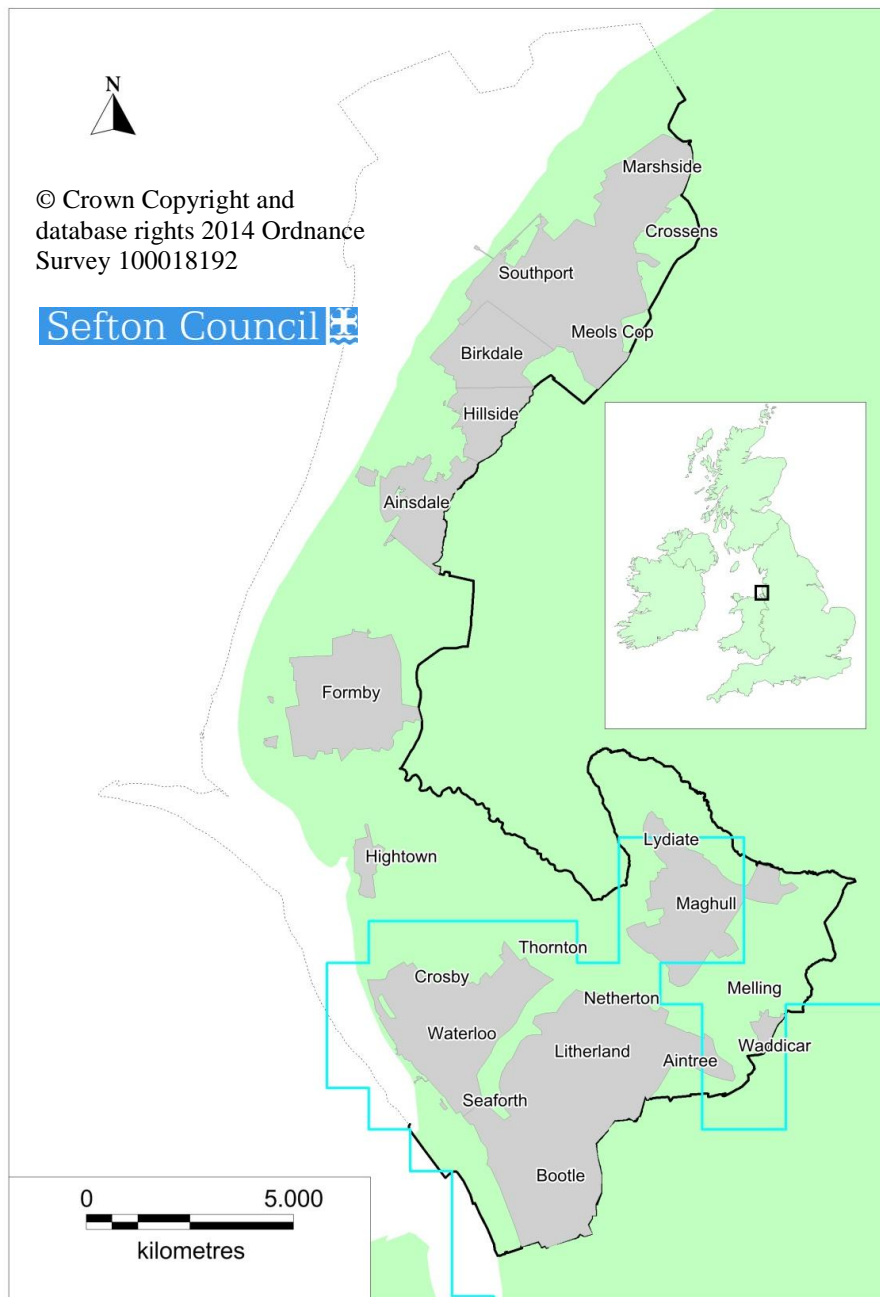 N
© Crown Copyright and
database rights 2014 Ordnance
Survey 100018192
Sefton Council
Marshside
Crossens
Southport
Meols Cop
Birkdale
Hillside
Ainsdale
Formby
Lydiate
Hightown
Maghull
Thornton
Crosby
Melling
Netherton
Waterloo
Litherland
Waddicar
Aintree
Seaforth
Bootle
0 5.000
kilometres